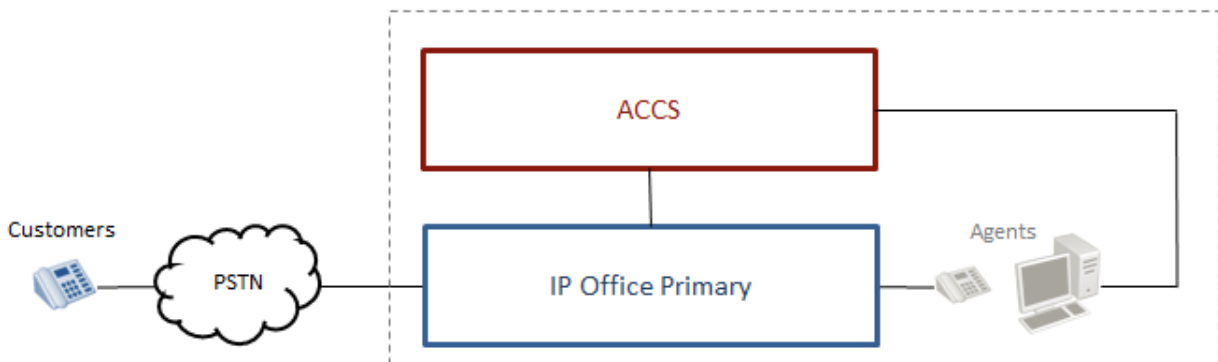 ACCS
Customers
Agents
PSTN
IP Office Primary